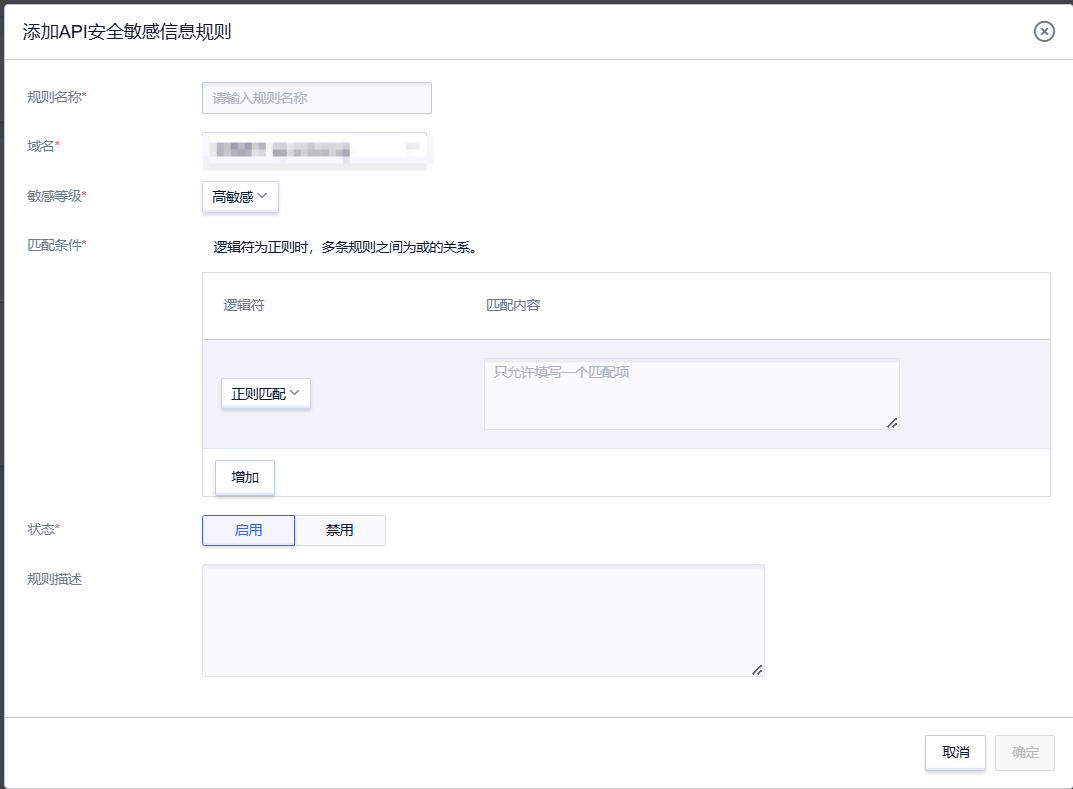 添加API安全敏感信息规则
规则名称*
请输入规则名称
域名*
敏感等级*
高敏感
匹配条件*
逻辑符为正则时，多条规则之间为或的关系。
逻辑符
匹配内容
正则匹配
只允许填写一个匹配项
增加
状态*
启用
禁用
规则描述
取消
确定